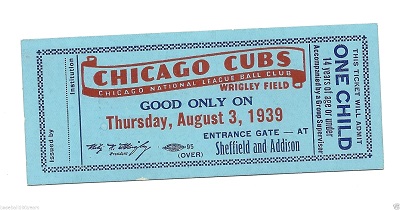 Issued by
Institution
CHICAGO CUBS
CHICAGO NATIONAL LEAGUE BALL CLUB
WRIGLEY FIELD
GOOD ONLY ON
Thursday, August 3, 1939
ENTRANCE GATE — AT
Sheffield and Addison
95
(OVER)
THIS TICKET WILL ADMIT
ONE CHILD
14 years of age or under
Accompanied by a Group Supervisor